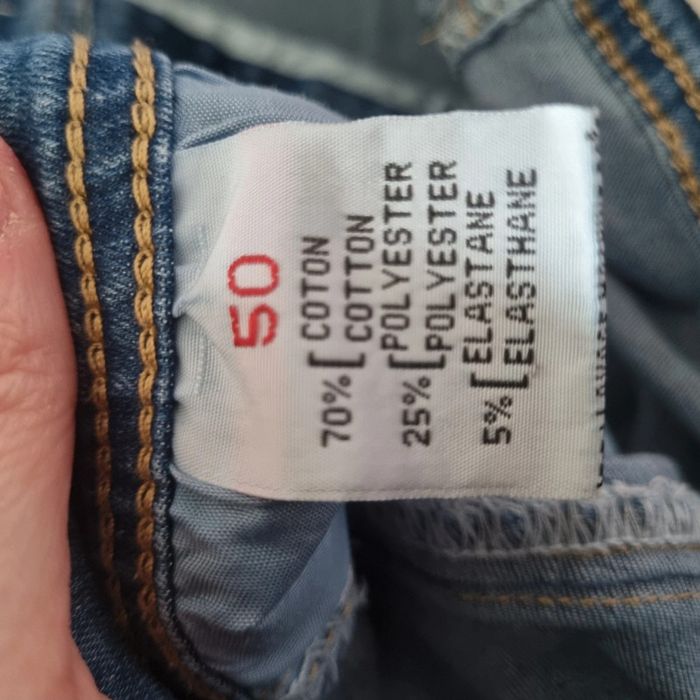 50
70% [ COTON
COTTON
25% [ POLYESTER
POLYESTER
5% [ ELASTANE
ELASTHANE